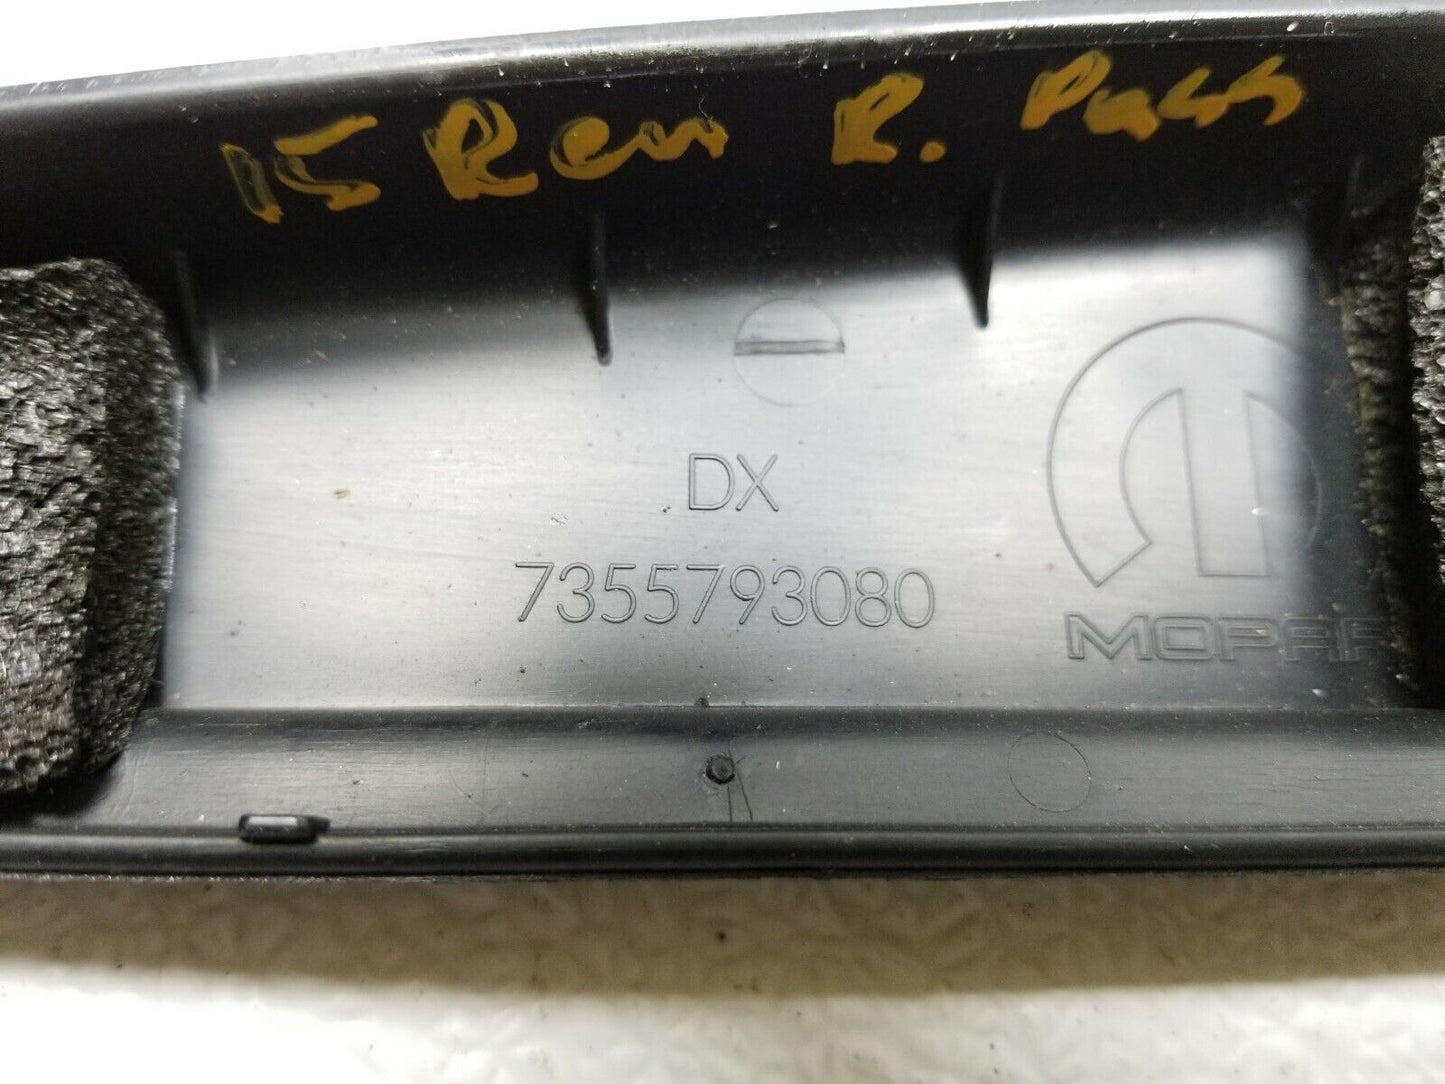 15 Ren R. Pass
DX
7355793080
MOPAR